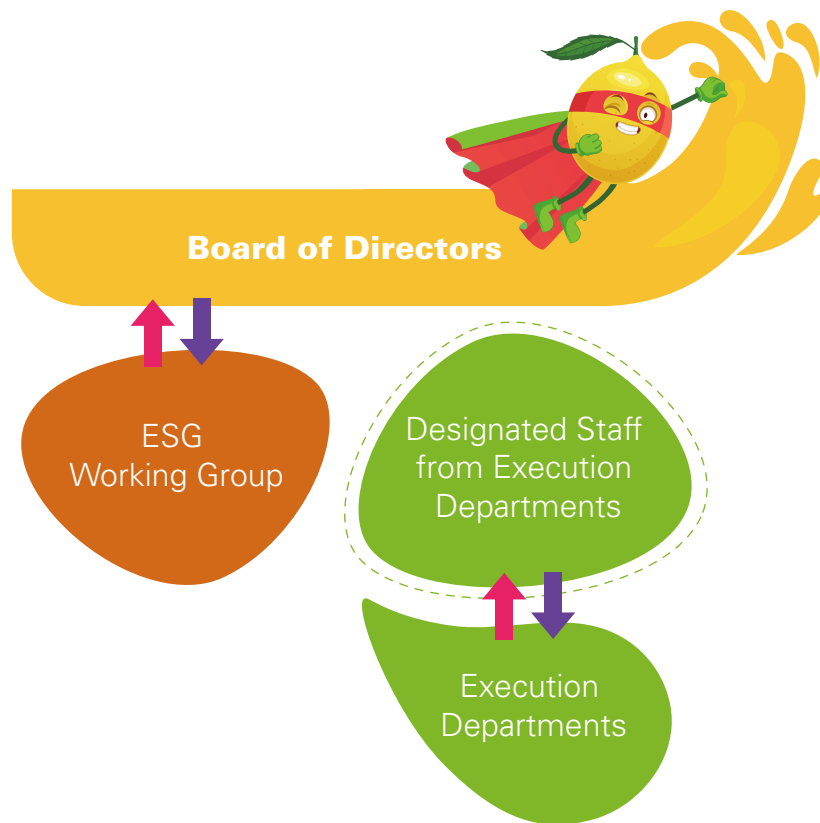 Board of Directors
ESG
Working Group
Designated Staff
from Execution
Departments
Execution
Departments